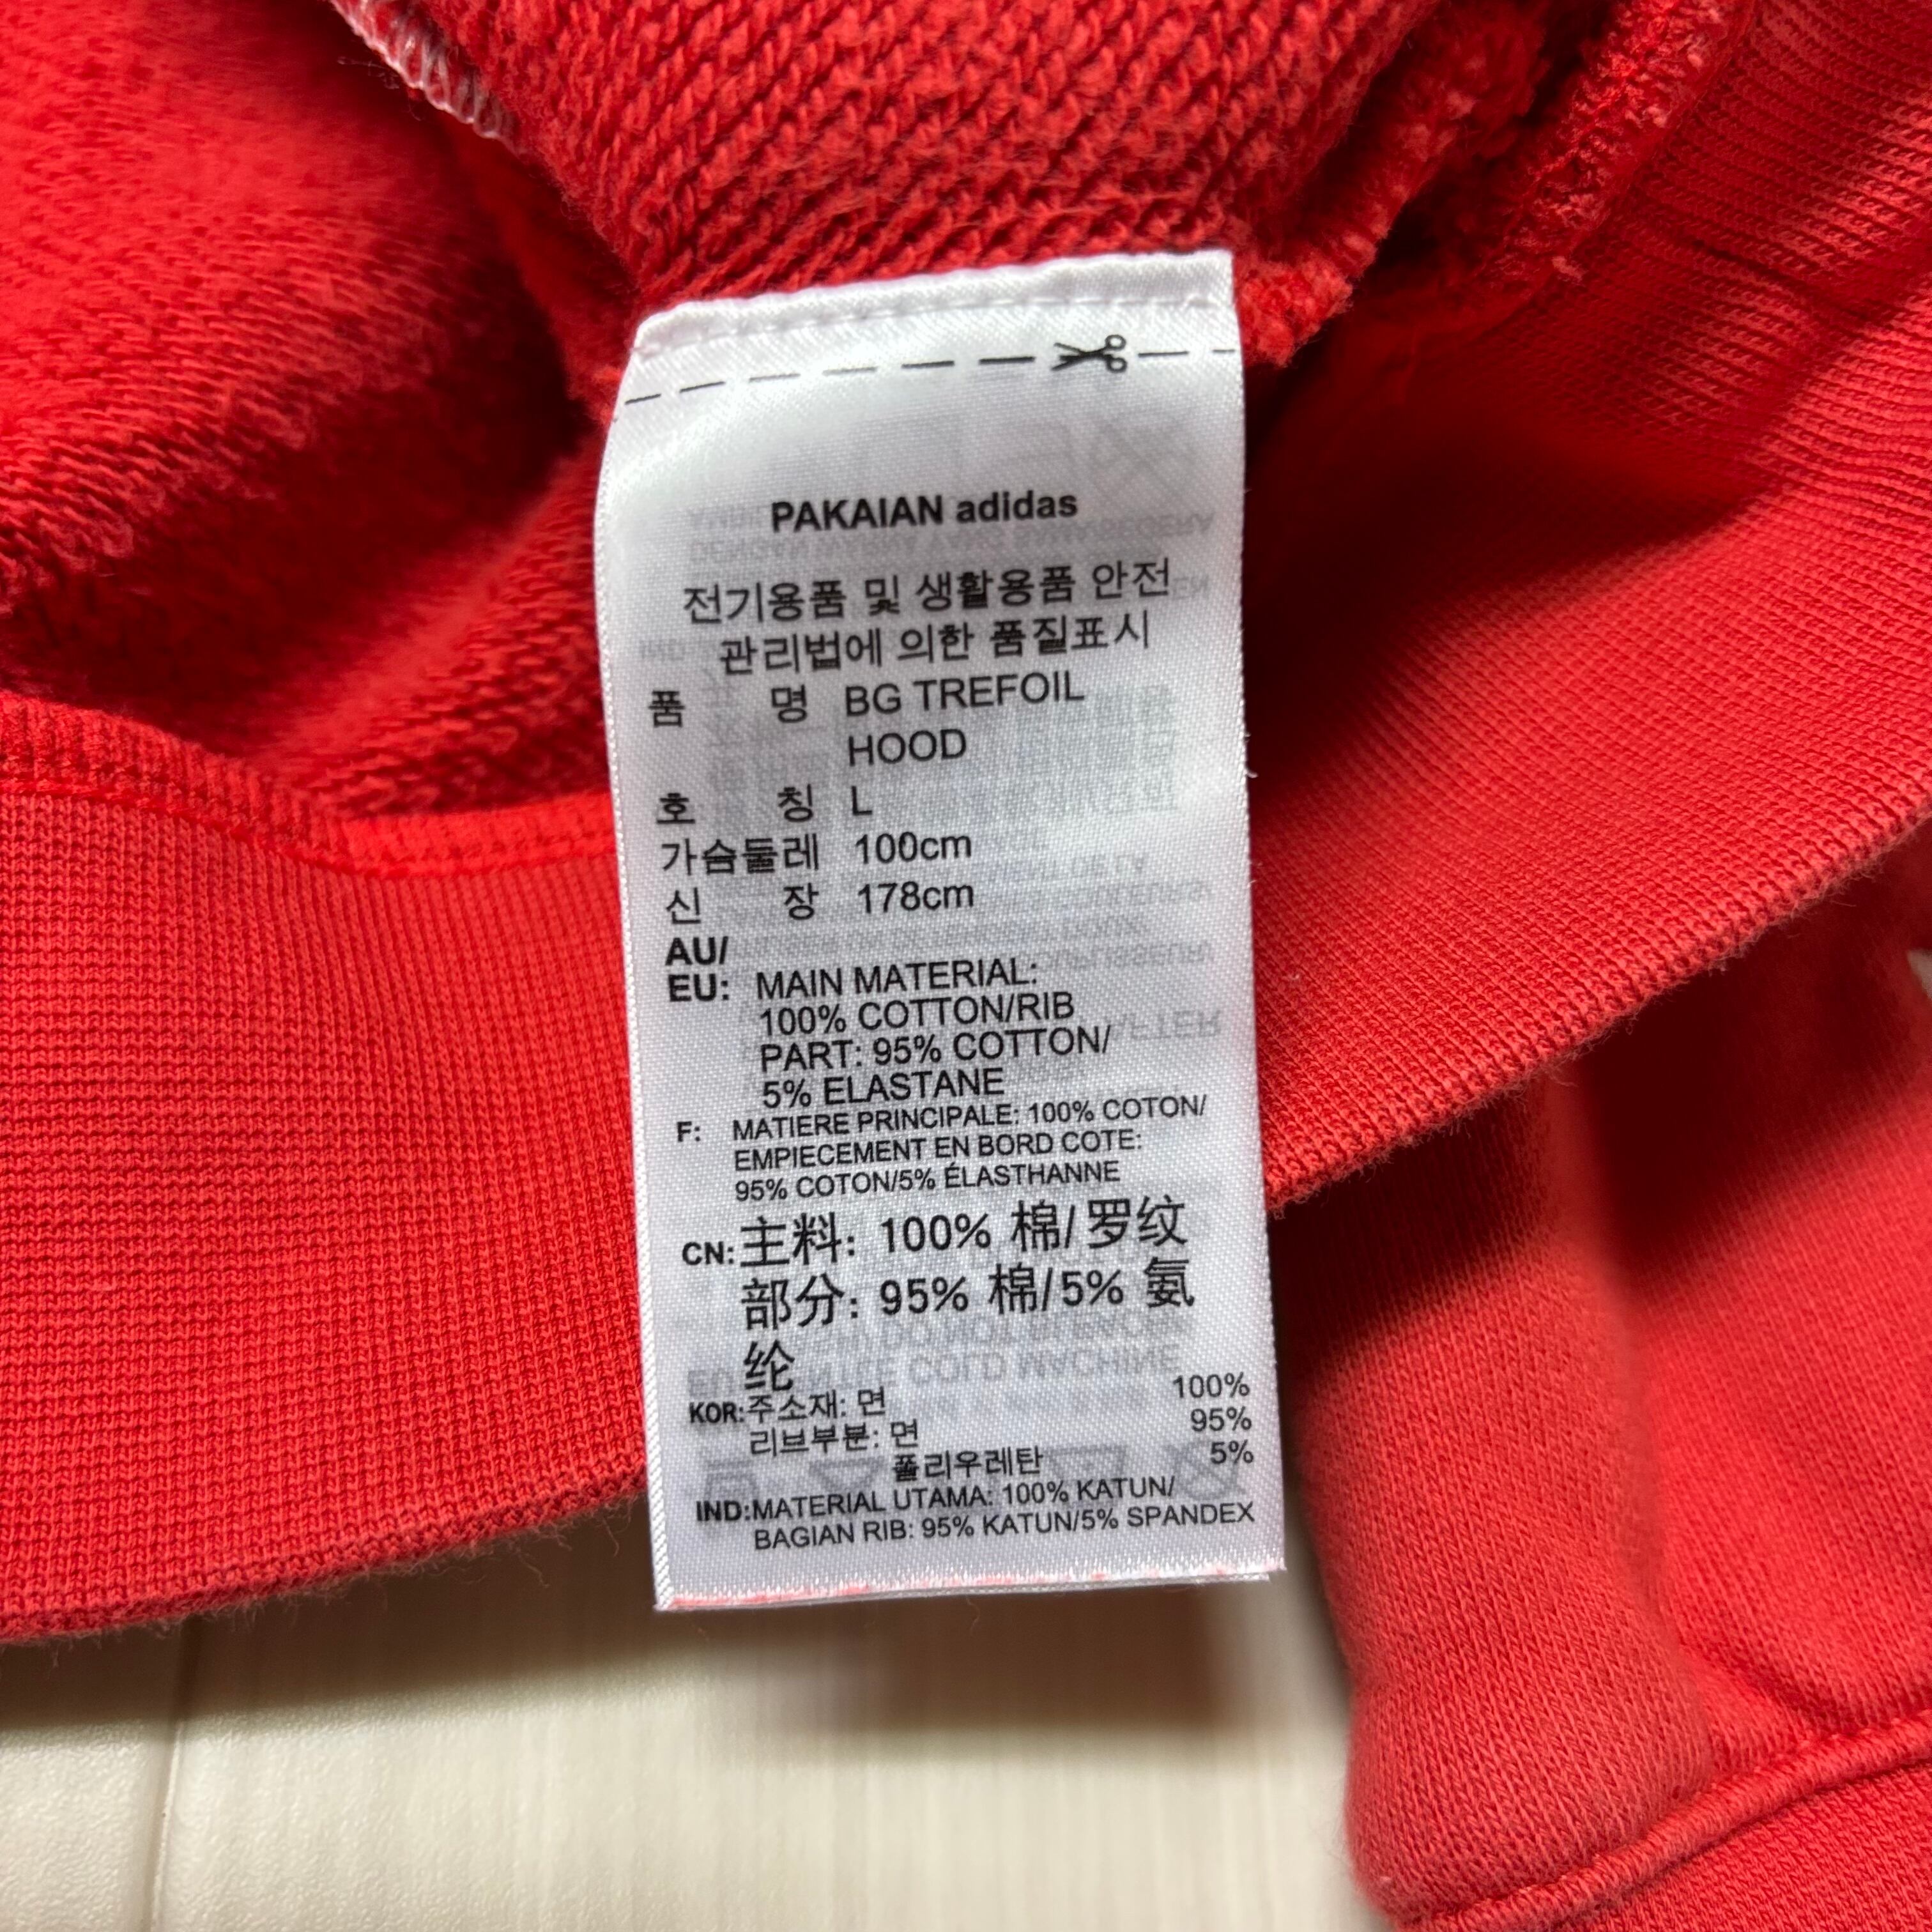 PAKAIAN adidas
전기용품 및 생활용품 안전
관리법에 의한 품질표시
품 명 BG TREFOIL
HOOD
호 칭 L
가슴둘레 100cm
신 장 178cm
AU/
EU: MAIN MATERIAL:
100% COTTON/RIB
PART: 95% COTTON/
5% ELASTANE
F: MATIERE PRINCIPALE: 100% COTON/
EMPIECEMENT EN BORD COTE:
95% COTON/5% ÉLASTHANNE
CN: 主料: 100% 棉/罗纹
部分: 95% 棉/5% 氨
纶
KOR: 주소재: 면 100%
리브부분: 면 95%
폴리우레탄 5%
IND: MATERIAL UTAMA: 100% KATUN/
BAGIAN RIB: 95% KATUN/5% SPANDEX